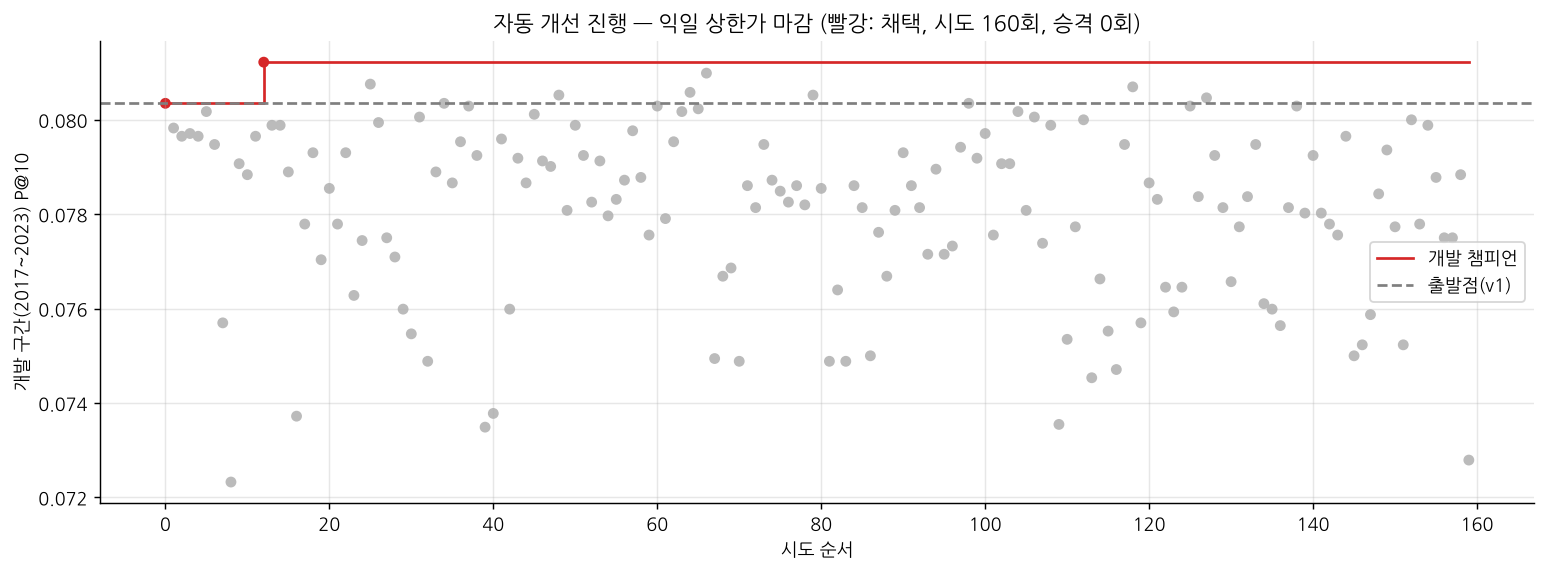 자동 개선 진행 — 익일 상한가 마감 (빨강: 채택, 시도 160회, 승격 0회)
개발 구간(2017~2023) P@10
0.080
0.078
0.076
0.074
0.072
개발 챔피언
출발점(v1)
0 20 40 60 80 100 120 140 160
시도 순서